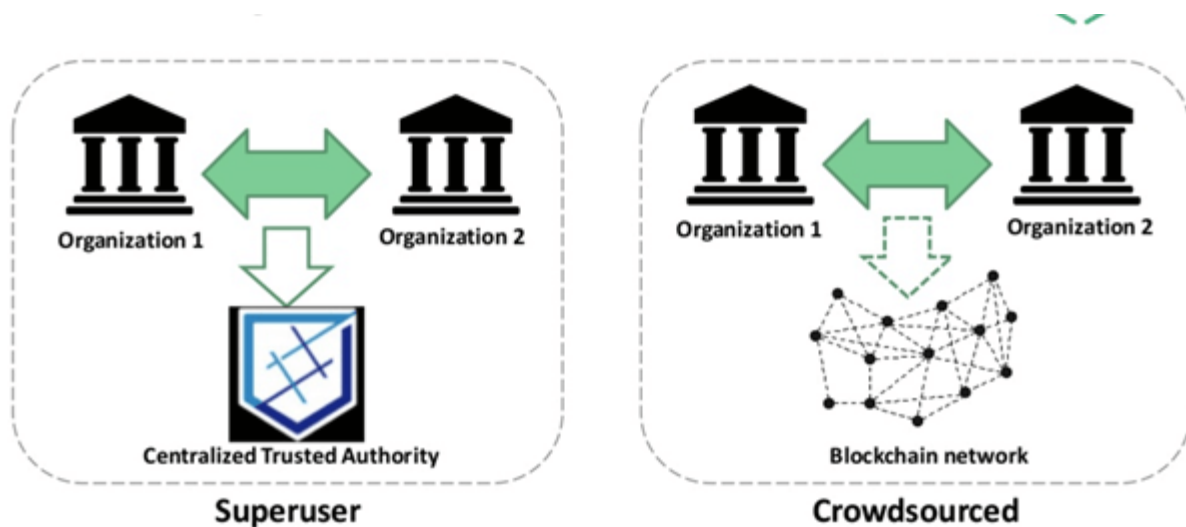 Organization 1
Organization 2
Centralized Trusted Authority
Superuser
Organization 1
Organization 2
Blockchain network
Crowdsourced